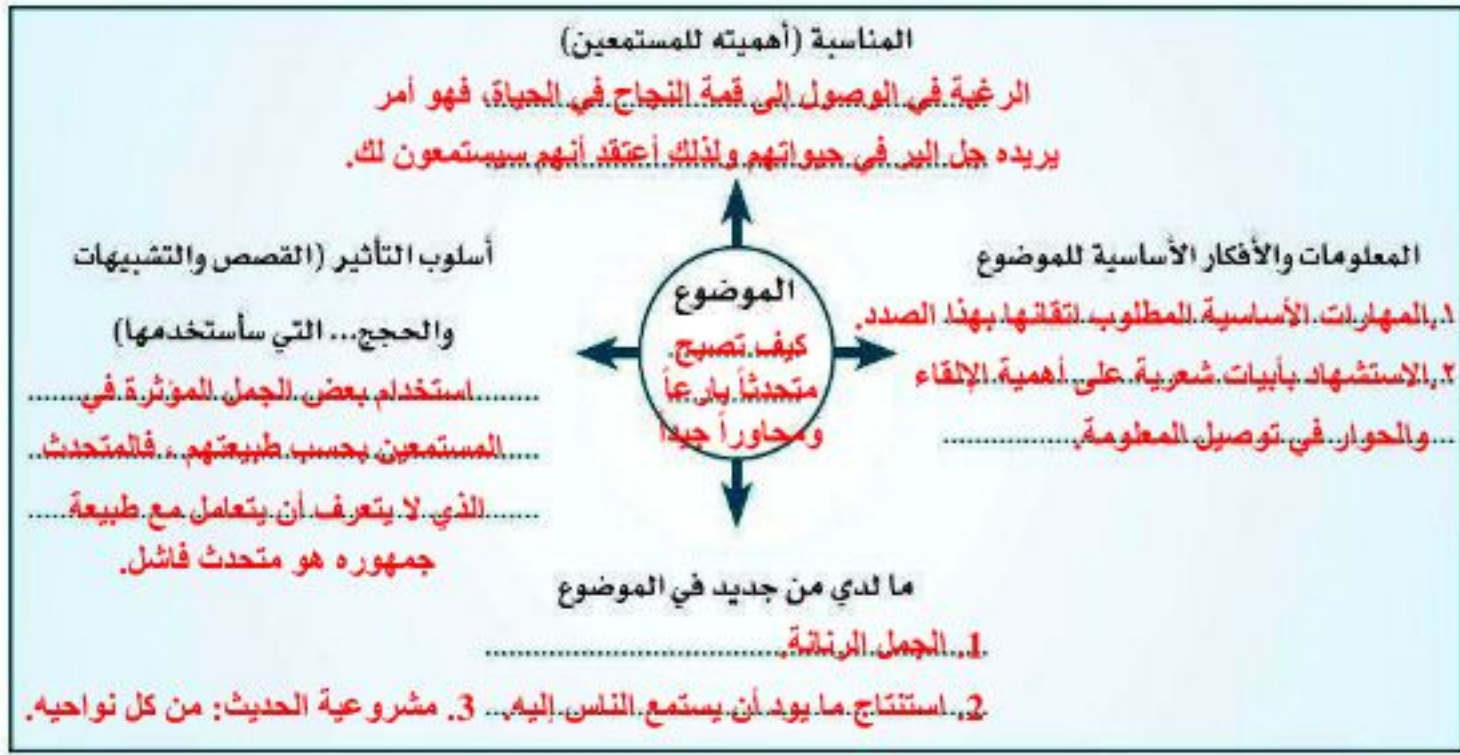 المناسبة (أهميته للمستمعين)
الرغبة في الوصول إلى قمة النجاح في الحياة، فهو أمر
يريده جل البر في حيواتهم ولذلك أعتقد أنهم سيستمعون لك.
المعلومات والأفكار الأساسية للموضوع
١. المهارات الأساسية المطلوب اتقانها بهذا الصدد.
٢. الاستشهاد بأبيات شعرية على أهمية الإلقاء
والحوار في توصيل المعلومة.
الموضوع
كيف تصبح
متحدثاً بارعاً
ومحاوراً جيداً
أسلوب التأثير (القصص والتشبيهات
والحجج... التي سأستخدمها)
استخدام بعض الجمل المؤثرة في
المستمعين بحسب طبيعتهم ، فالمتحدث
الذي لا يتعرف أن يتعامل مع طبيعة
جمهوره هو متحدث فاشل.
ما لدي من جديد في الموضوع
1. الجمل الرنانة.
2. استنتاج ما يود أن يستمع الناس إليه. 3. مشروعية الحديث: من كل نواحيه.